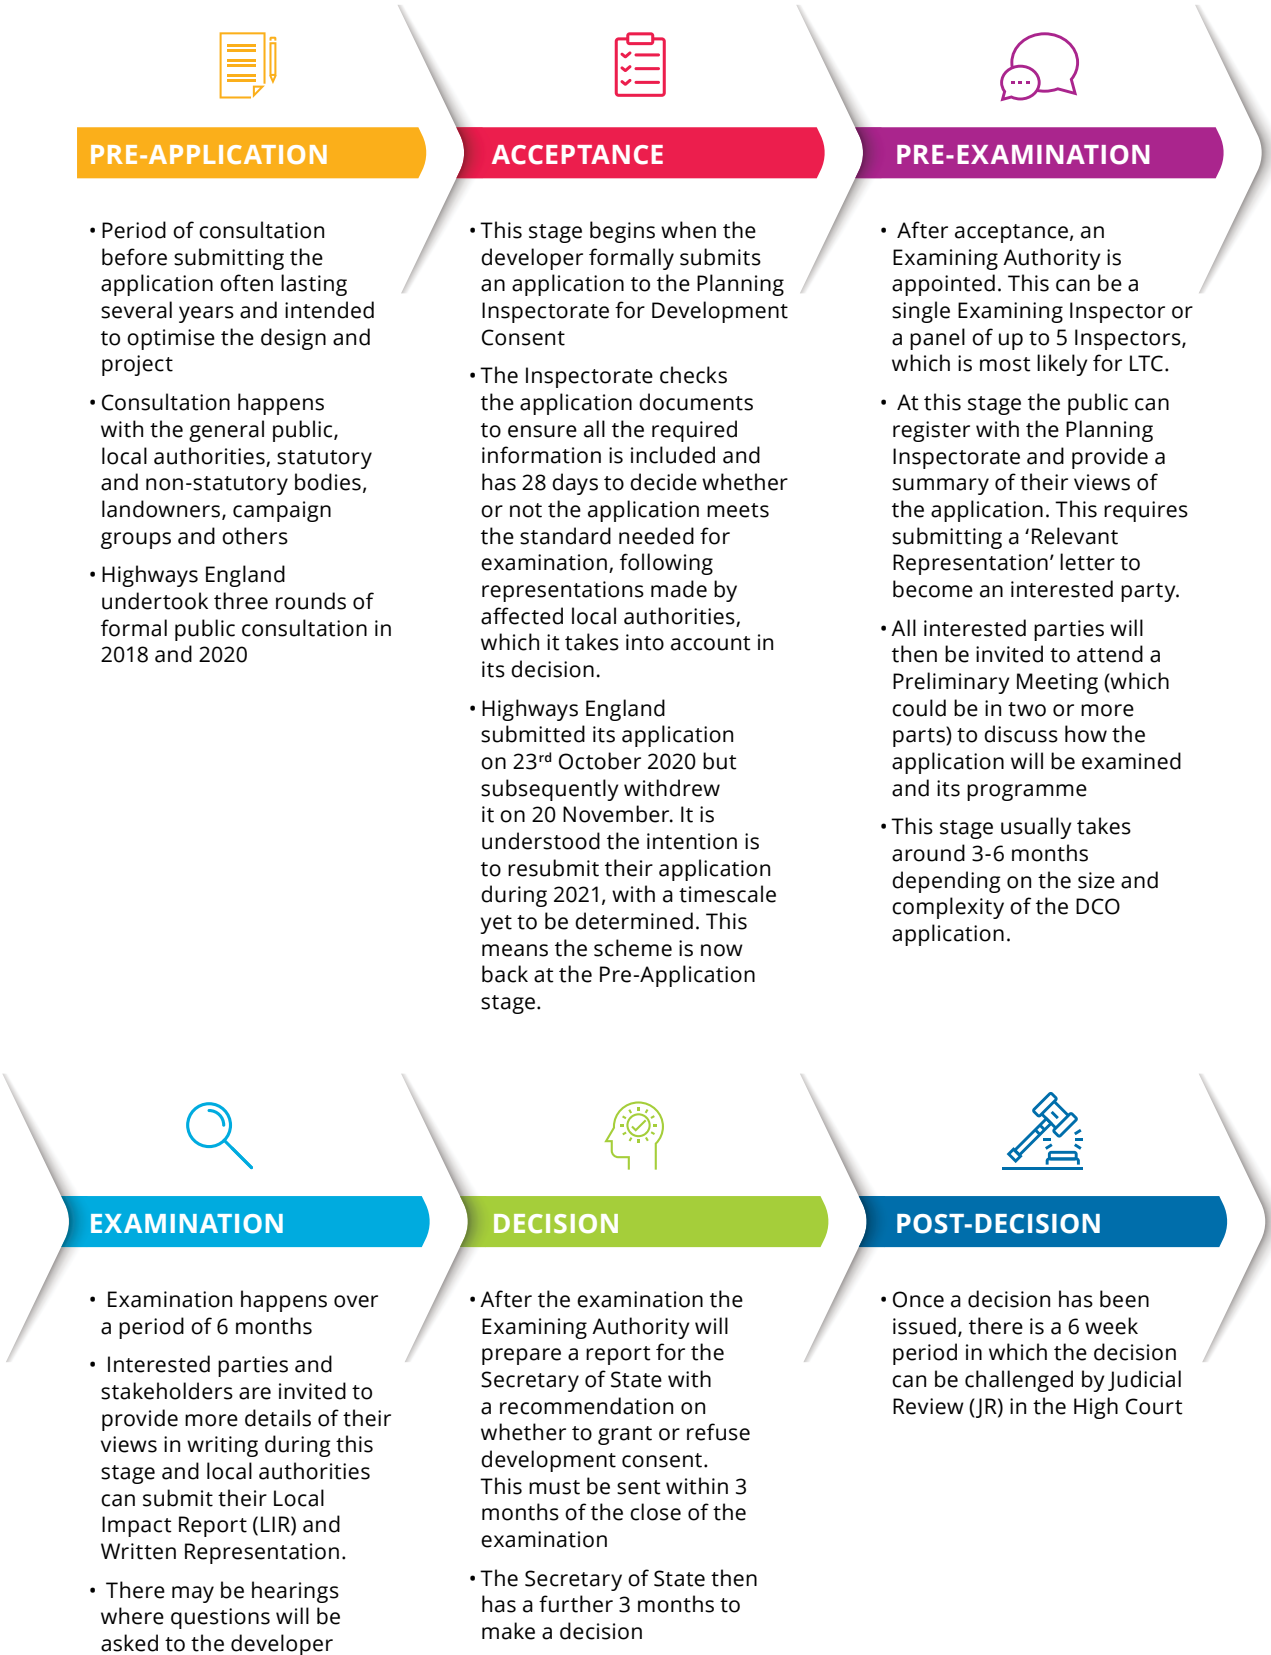 PRE-APPLICATION
• Period of consultation
before submitting the
application often lasting
several years and intended
to optimise the design and
project
• Consultation happens
with the general public,
local authorities, statutory
and non-statutory bodies,
landowners, campaign
groups and others
• Highways England
undertook three rounds of
formal public consultation in
2018 and 2020
ACCEPTANCE
• This stage begins when the
developer formally submits
an application to the Planning
Inspectorate for Development
Consent
• The Inspectorate checks
the application documents
to ensure all the required
information is included and
has 28 days to decide whether
or not the application meets
the standard needed for
examination, following
representations made by
affected local authorities,
which it takes into account in
its decision.
• Highways England
submitted its application
on 23rd October 2020 but
subsequently withdrew
it on 20 November. It is
understood the intention is
to resubmit their application
during 2021, with a timescale
yet to be determined. This
means the scheme is now
back at the Pre-Application
stage.
PRE-EXAMINATION
• After acceptance, an
Examining Authority is
appointed. This can be a
single Examining Inspector or
a panel of up to 5 Inspectors,
which is most likely for LTC.
• At this stage the public can
register with the Planning
Inspectorate and provide a
summary of their views of
the application. This requires
submitting a ‘Relevant
Representation’ letter to
become an interested party.
• All interested parties will
then be invited to attend a
Preliminary Meeting (which
could be in two or more
parts) to discuss how the
application will be examined
and its programme
• This stage usually takes
around 3-6 months
depending on the size and
complexity of the DCO
application.
EXAMINATION
• Examination happens over
a period of 6 months
• Interested parties and
stakeholders are invited to
provide more details of their
views in writing during this
stage and local authorities
can submit their Local
Impact Report (LIR) and
Written Representation.
• There may be hearings
where questions will be
asked to the developer
DECISION
• After the examination the
Examining Authority will
prepare a report for the
Secretary of State with
a recommendation on
whether to grant or refuse
development consent.
This must be sent within 3
months of the close of the
examination
• The Secretary of State then
has a further 3 months to
make a decision
POST-DECISION
• Once a decision has been
issued, there is a 6 week
period in which the decision
can be challenged by Judicial
Review (JR) in the High Court